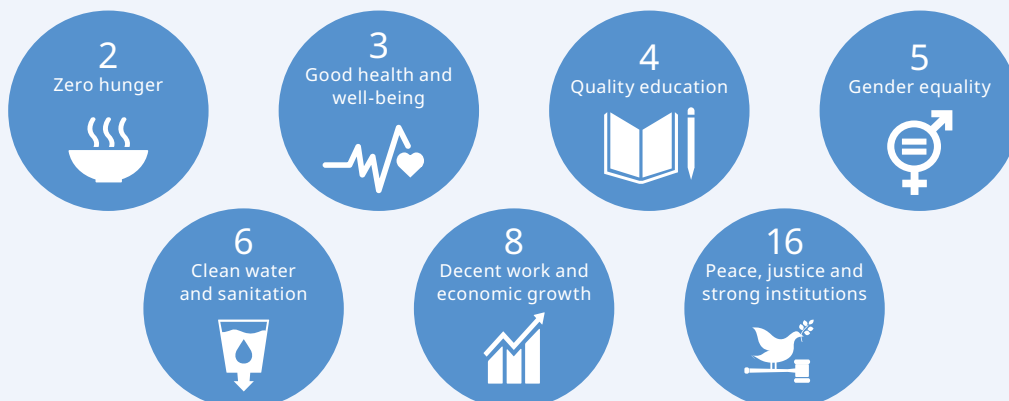 2
Zero hunger
3
Good health and
well-being
4
Quality education
5
Gender equality
6
Clean water
and sanitation
8
Decent work and
economic growth
16
Peace, justice and
strong institutions